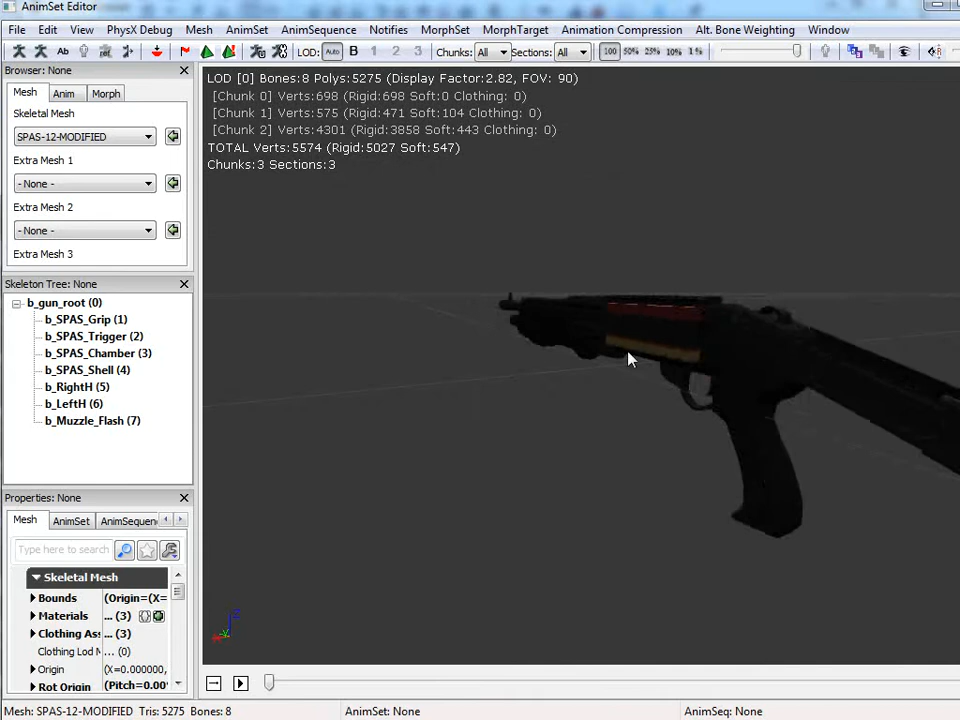 AnimSet Editor
File Edit View PhysX Debug Mesh AnimSet AnimSequence Notifies MorphSet MorphTarget Animation Compression Alt. Bone Weighting Window
Ab ref LOD: AUTO B 1 2 3 Chunks: All Sections: All 100 50% 25% 10% 1 %
Browser: None
Mesh Anim Morph
Skeletal Mesh
SPAS-12-MODIFIED
Extra Mesh 1
- None -
Extra Mesh 2
- None -
Extra Mesh 3
Skeleton Tree: None
b_gun_root (0)
b_SPAS_Grip (1)
b_SPAS_Trigger (2)
b_SPAS_Chamber (3)
b_SPAS_Shell (4)
b_RightH (5)
b_LeftH (6)
b_Muzzle_Flash (7)
Properties: None
Mesh AnimSet AnimSequen
Type here to search
Skeletal Mesh
Bounds (Origin=(X=
Materials ... (3)
Clothing Ass ... (3)
Clothing Lod N ... (0)
Origin (X=0.000000,
Rot Origin (Pitch=0.00°
LOD [0] Bones:8 Polys:5275 (Display Factor:2.82, FOV: 90)
[Chunk 0] Verts:698 (Rigid:698 Soft:0 Clothing: 0)
[Chunk 1] Verts:575 (Rigid:471 Soft:104 Clothing: 0)
[Chunk 2] Verts:4301 (Rigid:3858 Soft:443 Clothing: 0)
TOTAL Verts:5574 (Rigid:5027 Soft:547)
Chunks:3 Sections:3
Z
X
Y
Mesh: SPAS-12-MODIFIED Tris: 5275 Bones: 8 AnimSet: None AnimSeq: None